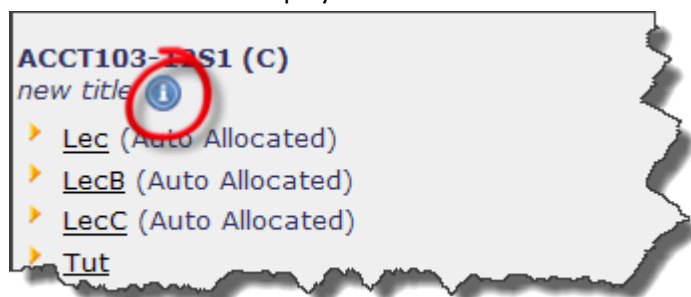 ACCT103-12S1 (C)
new title
Lec (Auto Allocated)
LecB (Auto Allocated)
LecC (Auto Allocated)
Tut